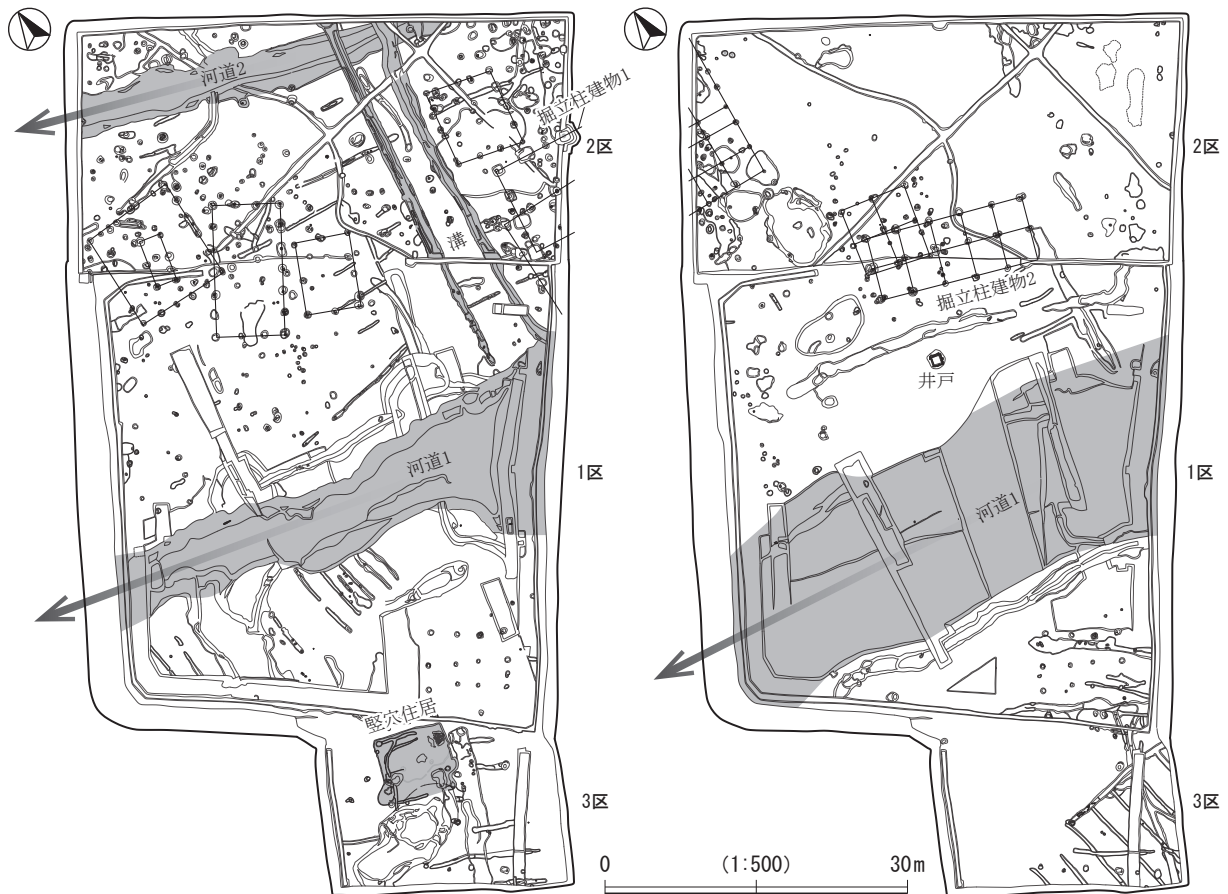 河道2
掘立柱建物1
2区
溝
河道1
1区
竪穴住居
3区
2区
掘立柱建物2
井戸
河道1
1区
3区
0 (1:500) 30m